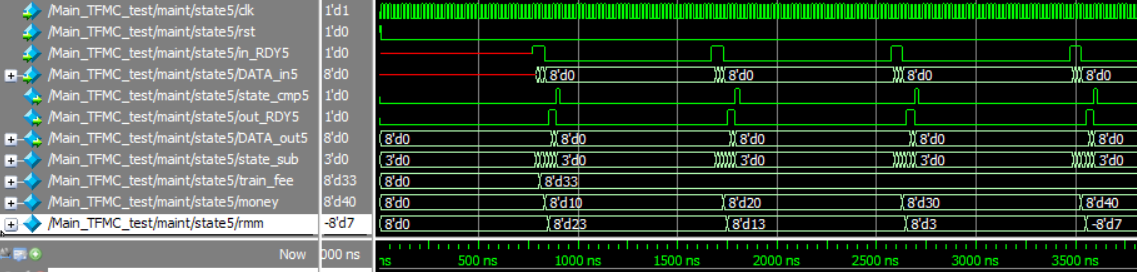 /Main_TFMC_test/maint/state5/clk 1'd1
/Main_TFMC_test/maint/state5/rst 1'd0
/Main_TFMC_test/maint/state5/in_RDY5 1'd0
/Main_TFMC_test/maint/state5/DATA_in5 8'd0 8'd0 8'd0 8'd0 8'd0
/Main_TFMC_test/maint/state5/state_cmp5 1'd0
/Main_TFMC_test/maint/state5/out_RDY5 1'd0
/Main_TFMC_test/maint/state5/DATA_out5 8'd0 8'd0 8'd0 8'd0 8'd0 8'd0
/Main_TFMC_test/maint/state5/state_sub 3'd0 3'd0 3'd0 3'd0 3'd0 3'd0
/Main_TFMC_test/maint/state5/train_fee 8'd33 8'd0 8'd33
/Main_TFMC_test/maint/state5/money 8'd40 8'd0 8'd10 8'd20 8'd30 8'd40
/Main_TFMC_test/maint/state5/rmm -8'd7 8'd0 8'd23 8'd13 8'd3 -8'd7
Now 000 ns ns 500 ns 1000 ns 1500 ns 2000 ns 2500 ns 3000 ns 3500 ns